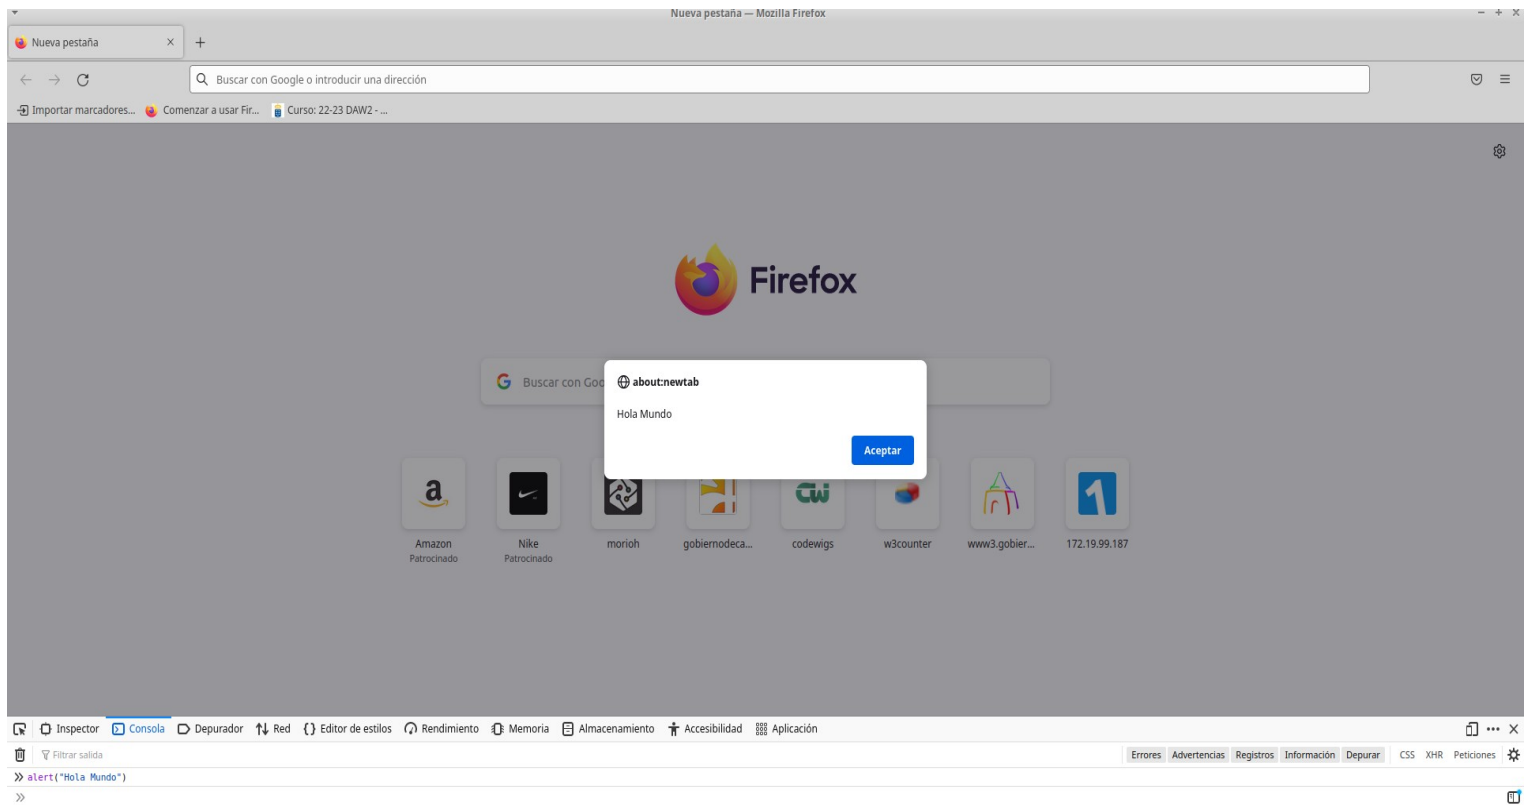 Nueva pestaña — Mozilla Firefox
Nueva pestaña
Buscar con Google o introducir una dirección
Importar marcadores... Comenzar a usar Fir... Curso: 22-23 DAW2 - ...
Firefox
Buscar con Goo
about:newtab
Hola Mundo
Aceptar
Amazon Nike morioh gobiernodeca... codewigs w3counter www3.gobier... 172.19.99.187
Patrocinado Patrocinado
Inspector Consola Depurador Red Editor de estilos Rendimiento Memoria Almacenamiento Accesibilidad Aplicación
Filtrar salida Errores Advertencias Registros Información Depurar CSS XHR Peticiones
>> alert("Hola Mundo")
>>